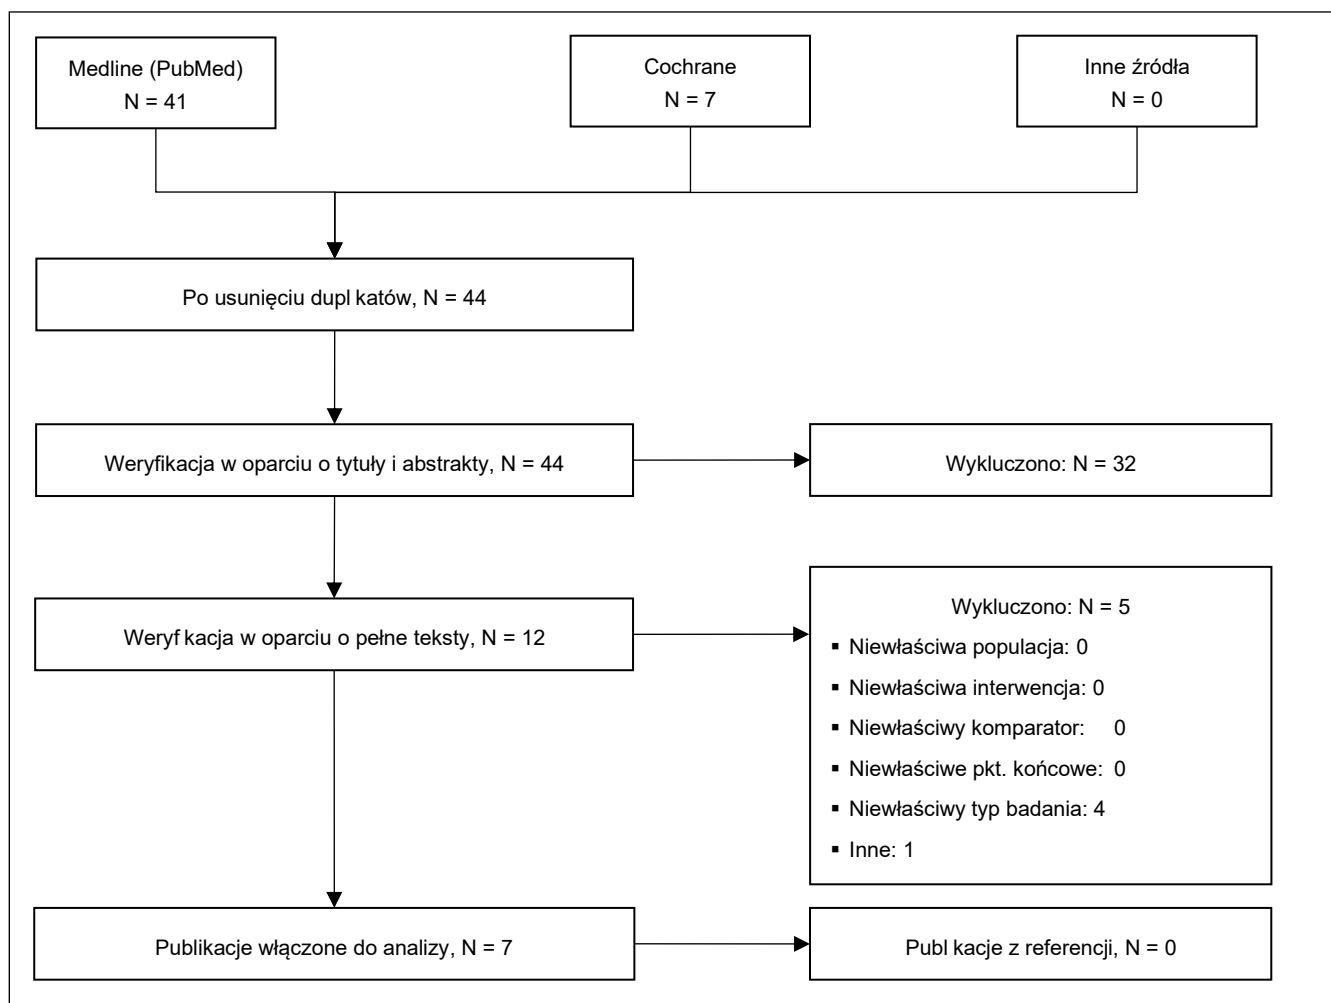 Medline (PubMed)
N = 41
Cochrane
N = 7
Inne źródła
N = 0
Po usunięciu dupl katów, N = 44
Weryfikacja w oparciu o tytuły i abstrakty, N = 44
Wykluczono: N = 32
Weryf kacja w oparciu o pełne teksty, N = 12
Wykluczono: N = 5
▪ Niewłaściwa populacja: 0
▪ Niewłaściwa interwencja: 0
▪ Niewłaściwy komparator: 0
▪ Niewłaściwe pkt. końcowe: 0
▪ Niewłaściwy typ badania: 4
▪ Inne: 1
Publikacje włączone do analizy, N = 7
Publ kacje z referencji, N = 0